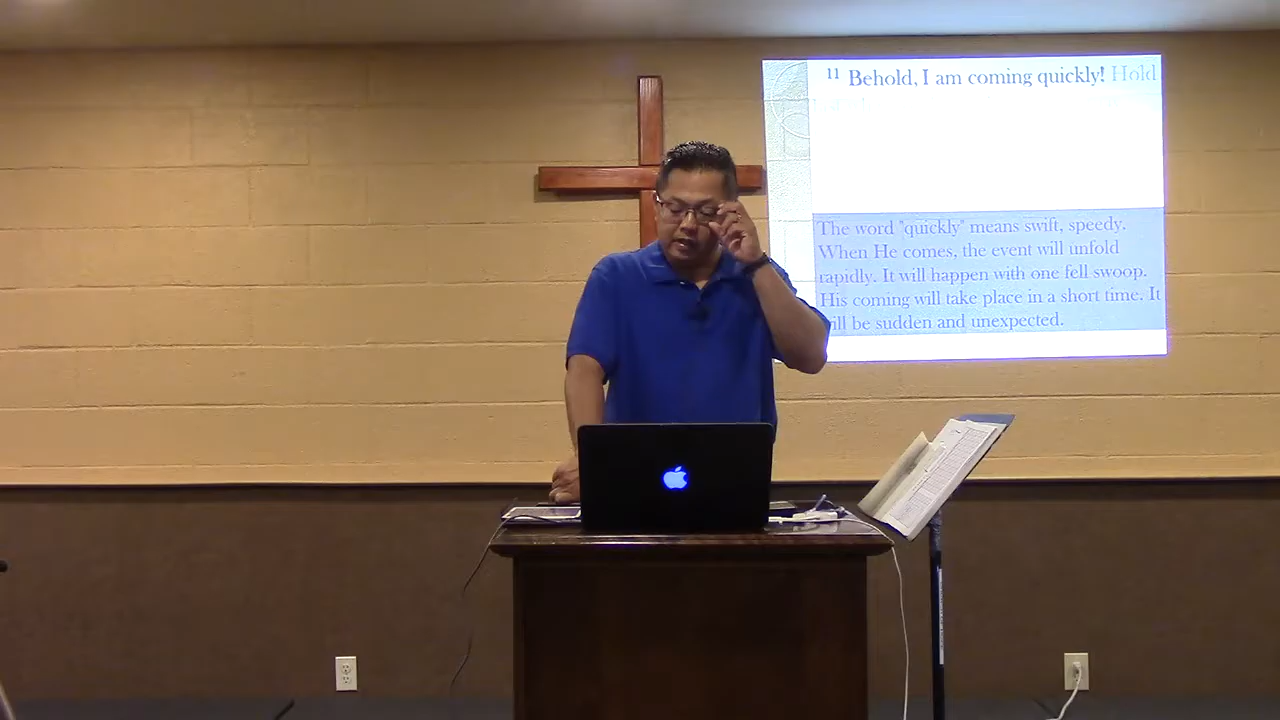 11 Behold, I am coming quickly! Hold
The word "quickly" means swift, speedy.
When He comes, the event will unfold
rapidly. It will happen with one fell swoop.
His coming will take place in a short time. It
will be sudden and unexpected.